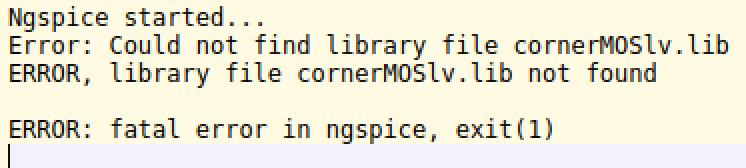 Ngspice started...
Error: Could not find library file cornerMOSlv.lib
ERROR, library file cornerMOSlv.lib not found
ERROR: fatal error in ngspice, exit(1)